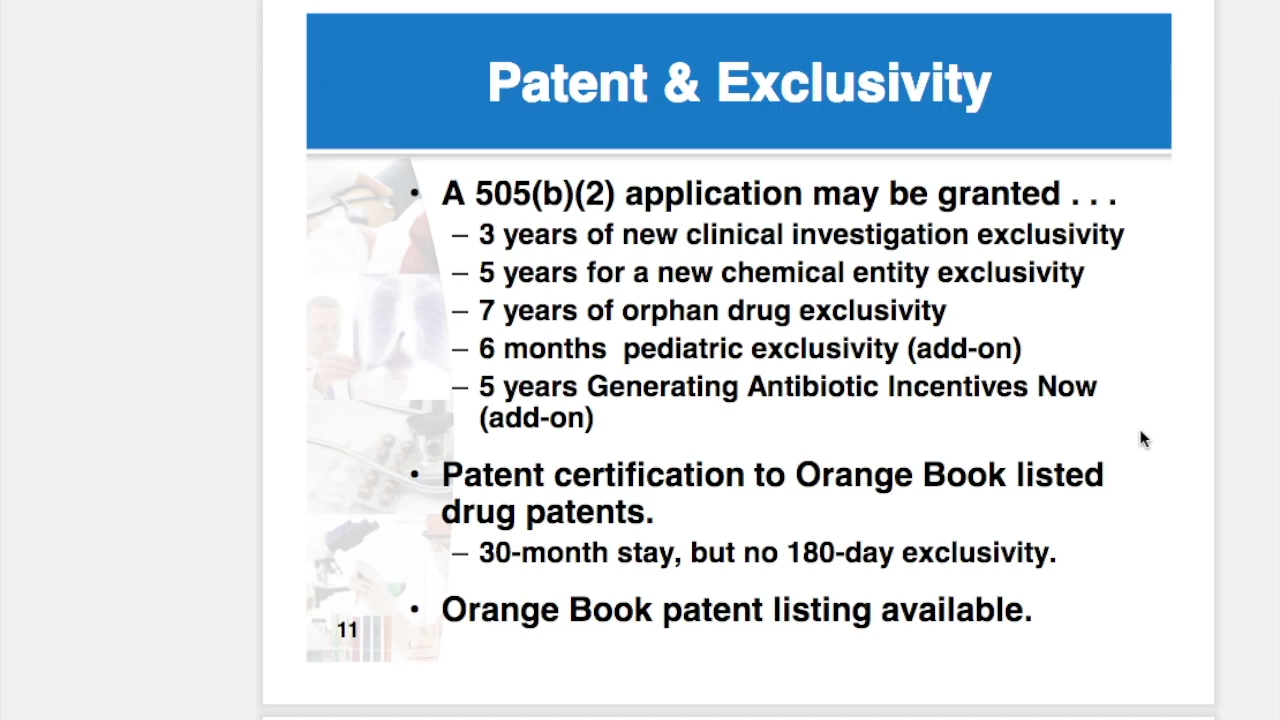 Patent & Exclusivity
• A 505(b)(2) application may be granted . . .
– 3 years of new clinical investigation exclusivity
– 5 years for a new chemical entity exclusivity
– 7 years of orphan drug exclusivity
– 6 months  pediatric exclusivity (add-on)
– 5 years Generating Antibiotic Incentives Now
(add-on)
• Patent certification to Orange Book listed
drug patents.
– 30-month stay, but no 180-day exclusivity.
• Orange Book patent listing available.
11